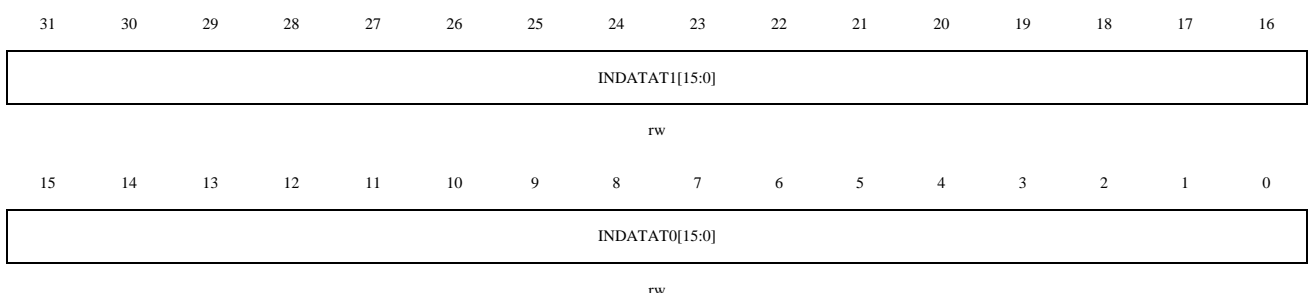 31 30 29 28 27 26 25 24 23 22 21 20 19 18 17 16
INDATAT1[15:0]
rw
15 14 13 12 11 10 9 8 7 6 5 4 3 2 1 0
INDATAT0[15:0]
rw